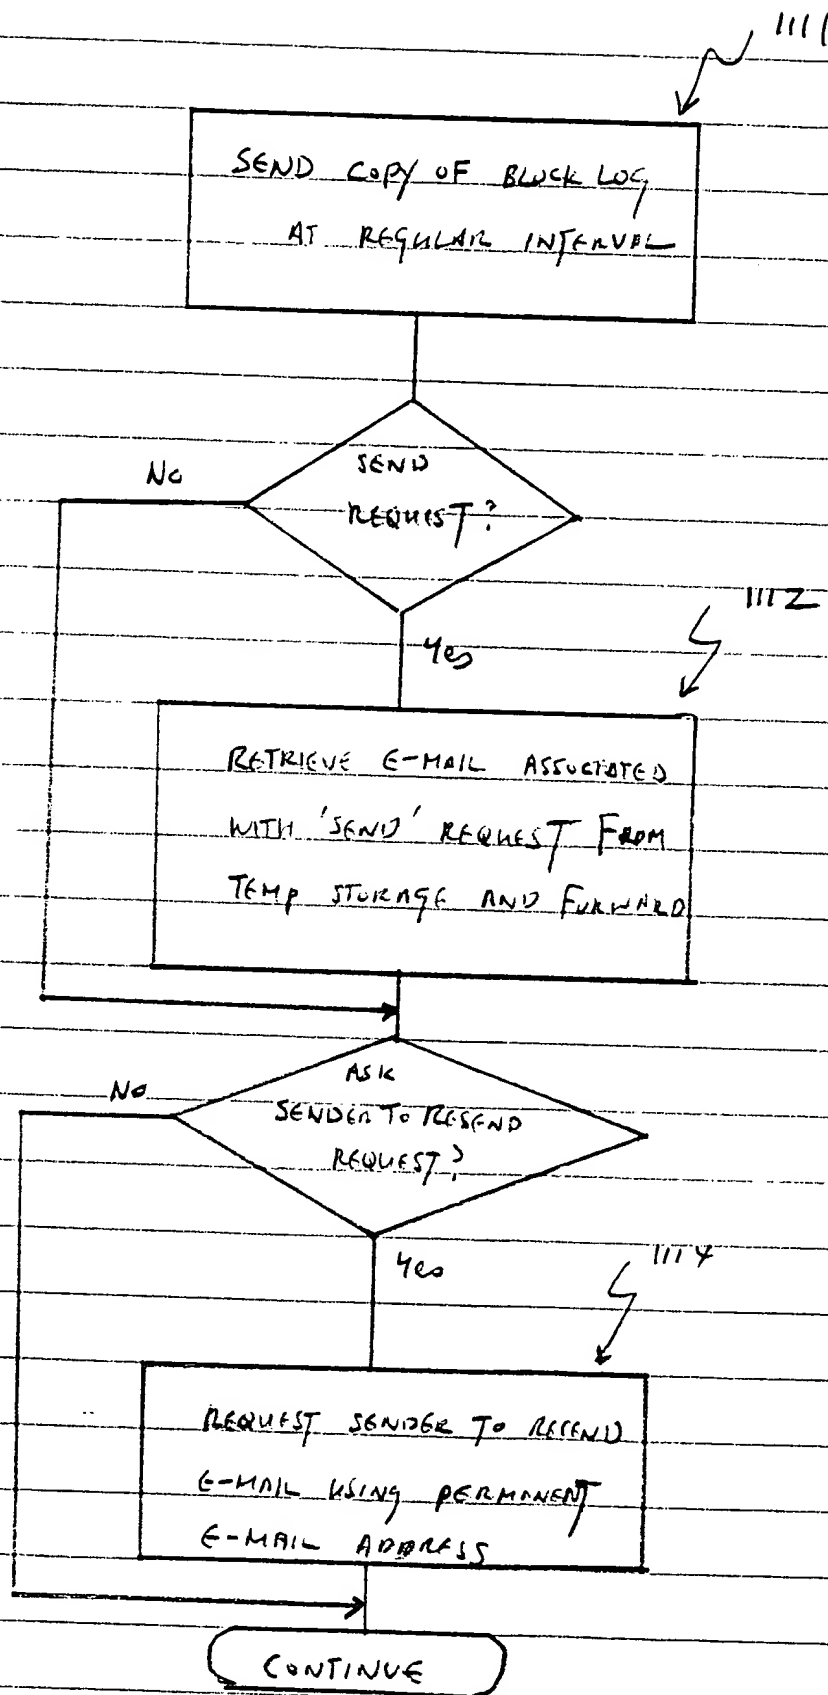 1111
SEND COPY OF BLOCK LOG
AT REGULAR INTERVAL
No
SEND
REQUEST?
1112
Yes
RETRIEVE E-MAIL ASSOCIATED
WITH 'SEND' REQUEST FROM
TEMP STORAGE AND FORWARD
ASK
No
SENDER TO RESEND
REQUEST?
Yes
1114
REQUEST SENDER TO RESEND
E-MAIL USING PERMANENT
E-MAIL ADDRESS
CONTINUE